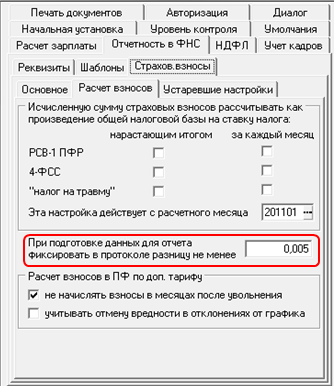 Печать документов Авторизация Диалог
Начальная установка Уровень контроля Умолчания
Расчет зарплаты Отчетность в ФНС НДФЛ Учет кадров
Реквизиты Шаблоны Страхов.взносы
Основное Расчет взносов Устаревшие настройки
Исчисленную сумму страховых взносов рассчитывать как
произведение общей налоговой базы на ставку налога:
нарастающим итогом за каждый месяц
РСВ-1 ПФР
4-ФСС
"налог на травму"
Эта настройка действует с расчетного месяца 201101 ...
При подготовке данных для отчета
фиксировать в протоколе разницу не менее 0,005
Расчет взносов в ПФ по доп. тарифу
не начислять взносы в месяцах после увольнения
учитывать отмену вредности в отклонениях от графика